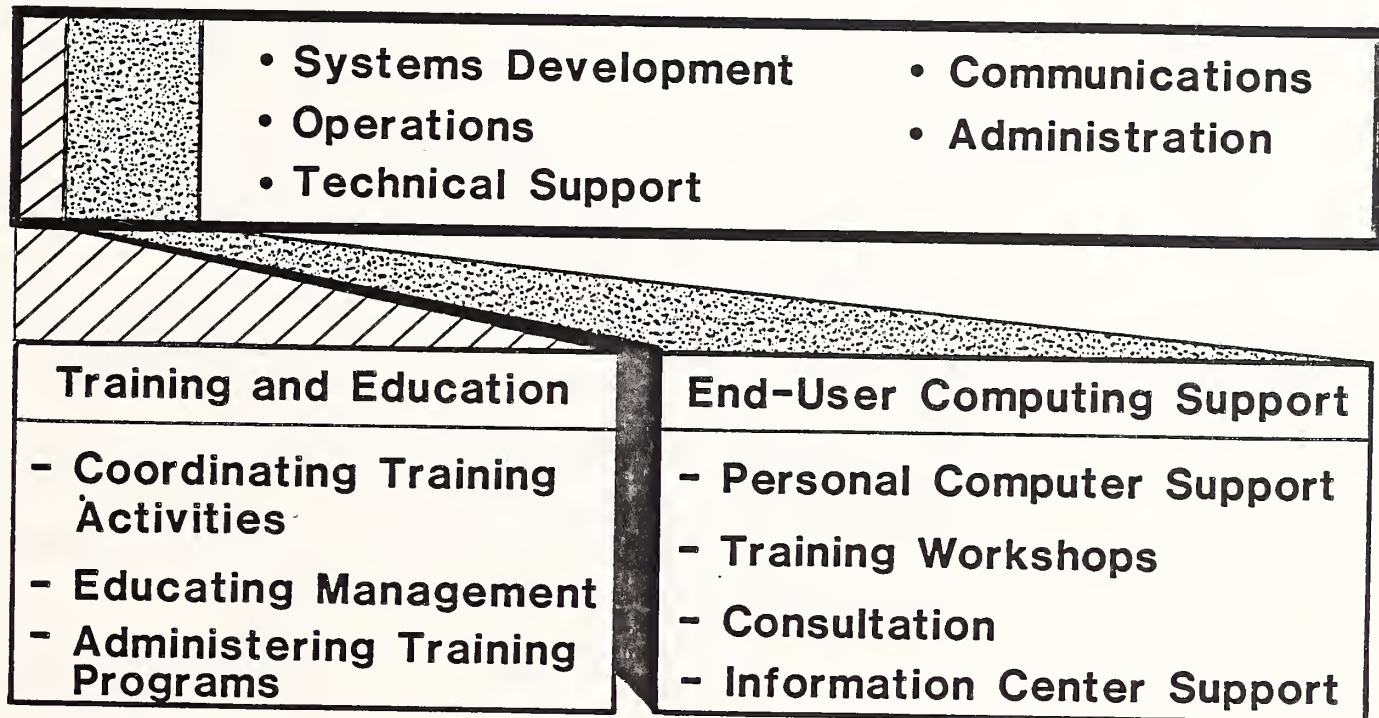 • Systems Development
• Operations
• Technical Support
• Communications
• Administration
Training and Education
- Coordinating Training
Activities
- Educating Management
- Administering Training
Programs
End-User Computing Support
- Personal Computer Support
- Training Workshops
- Consultation
- Information Center Support